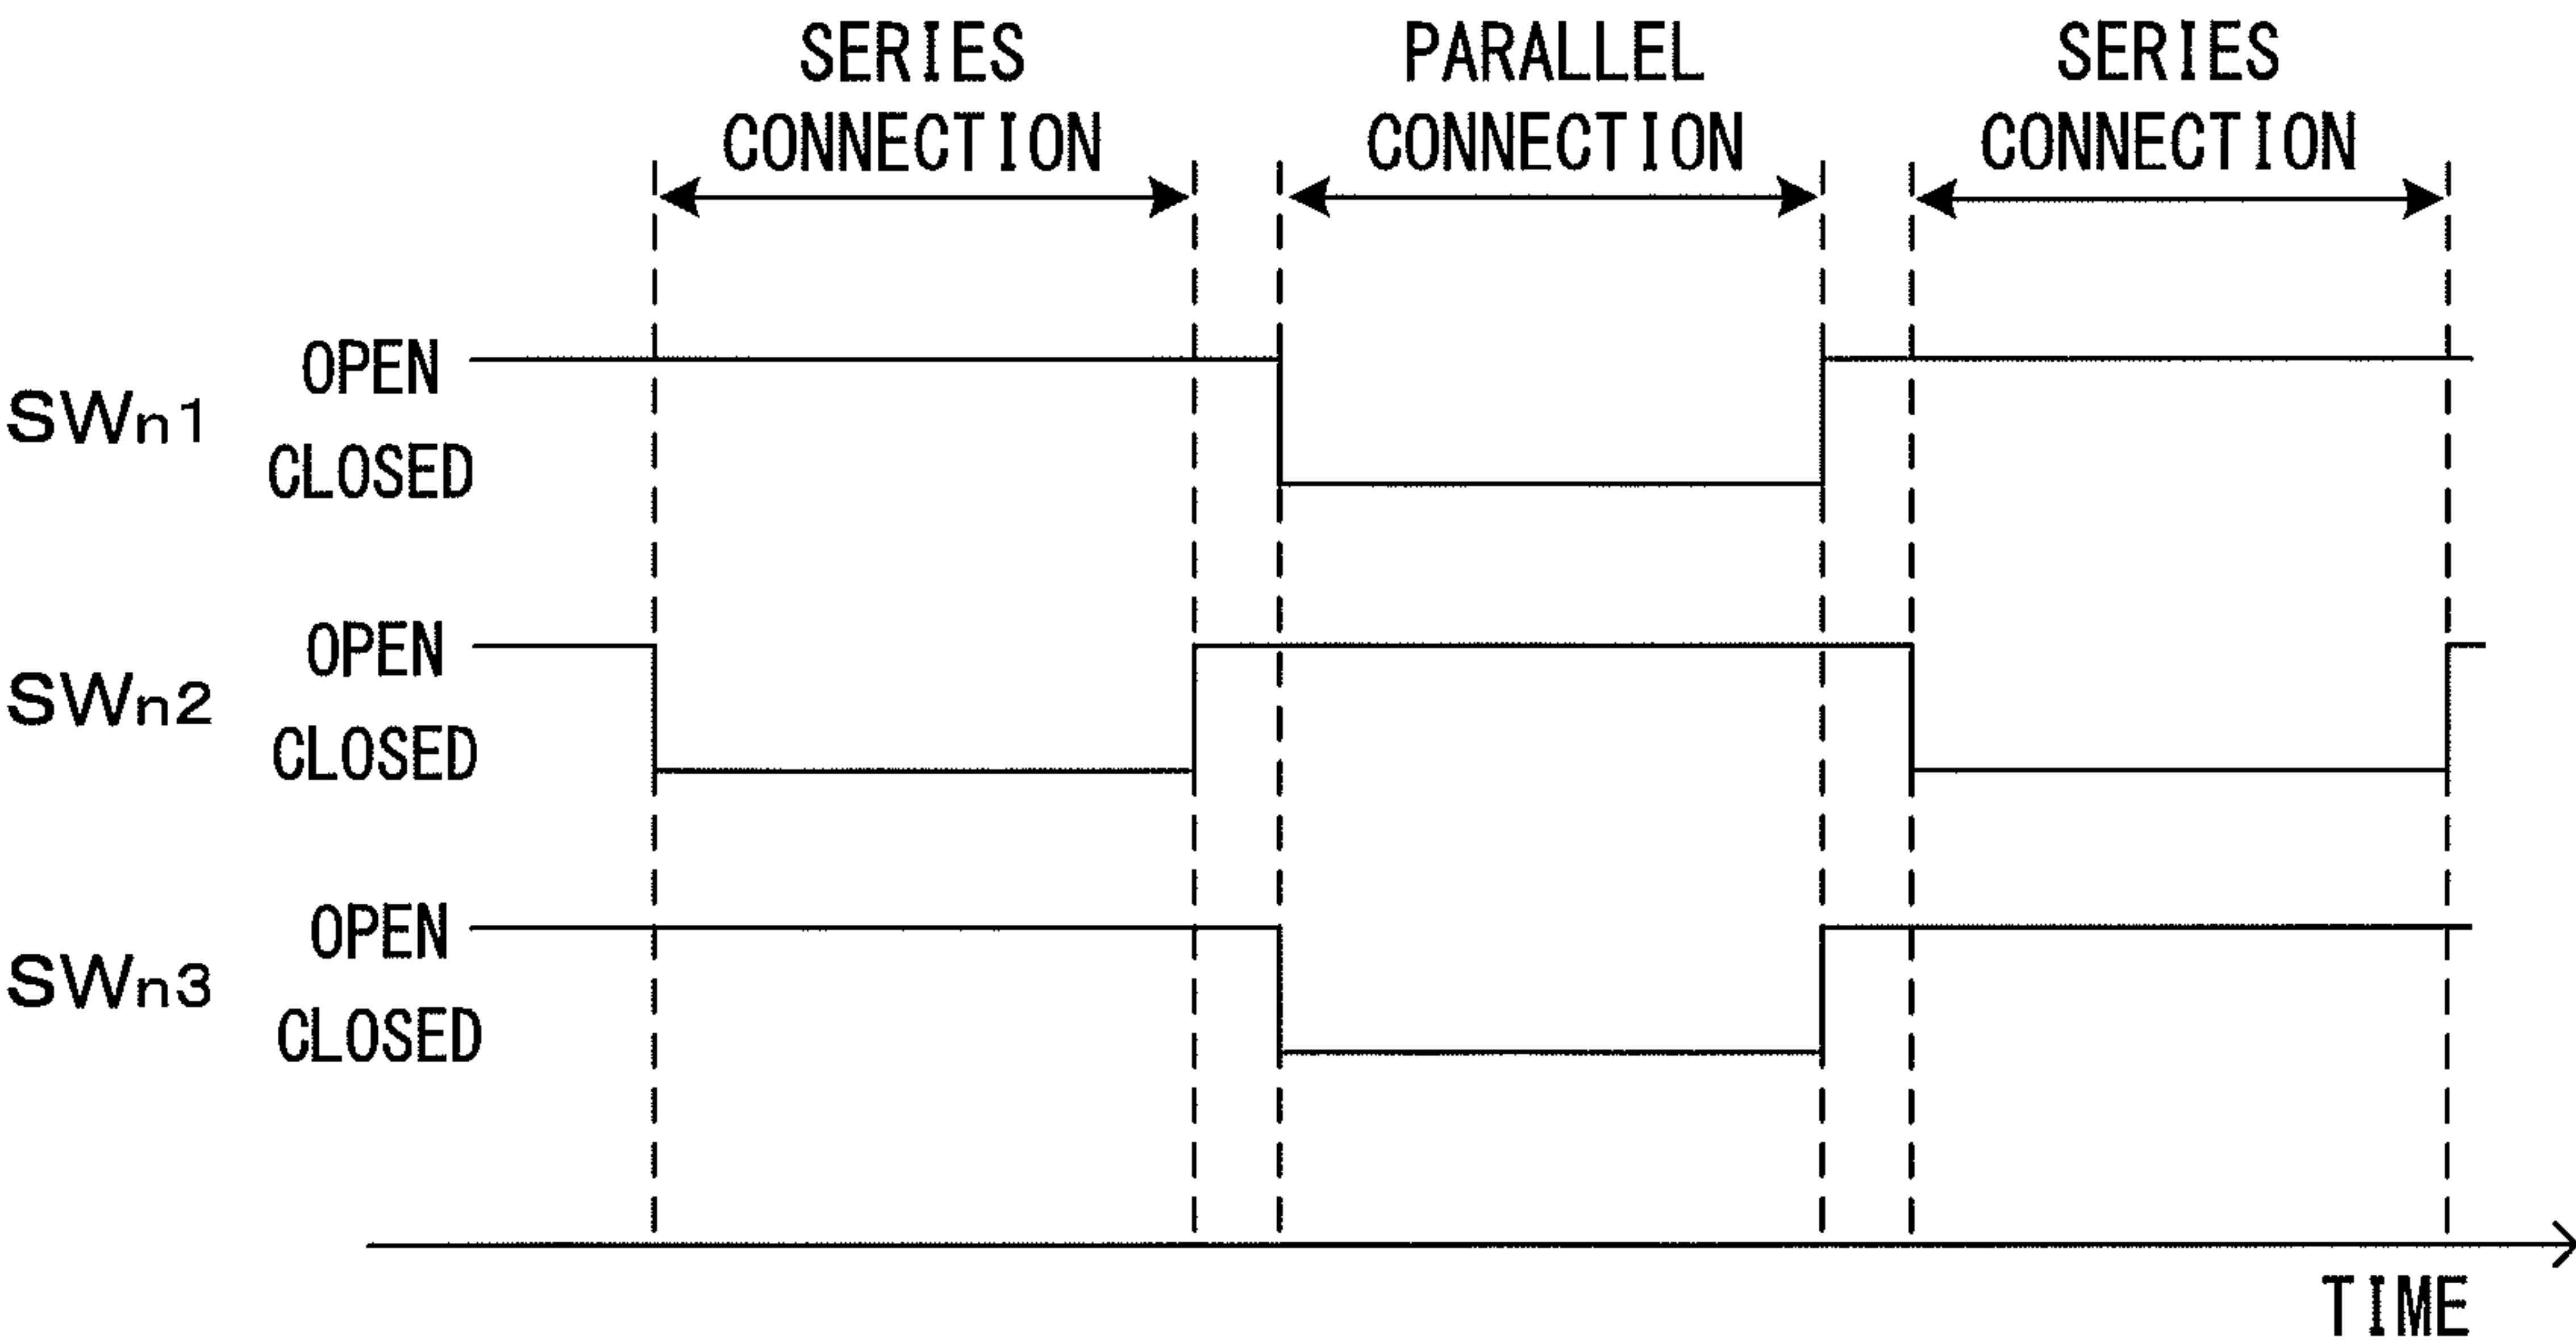 SERIES
CONNECTION
PARALLEL
CONNECTION
SERIES
CONNECTION
SWn1
OPEN
CLOSED
SWn2
OPEN
CLOSED
SWn3
OPEN
CLOSED
TIME